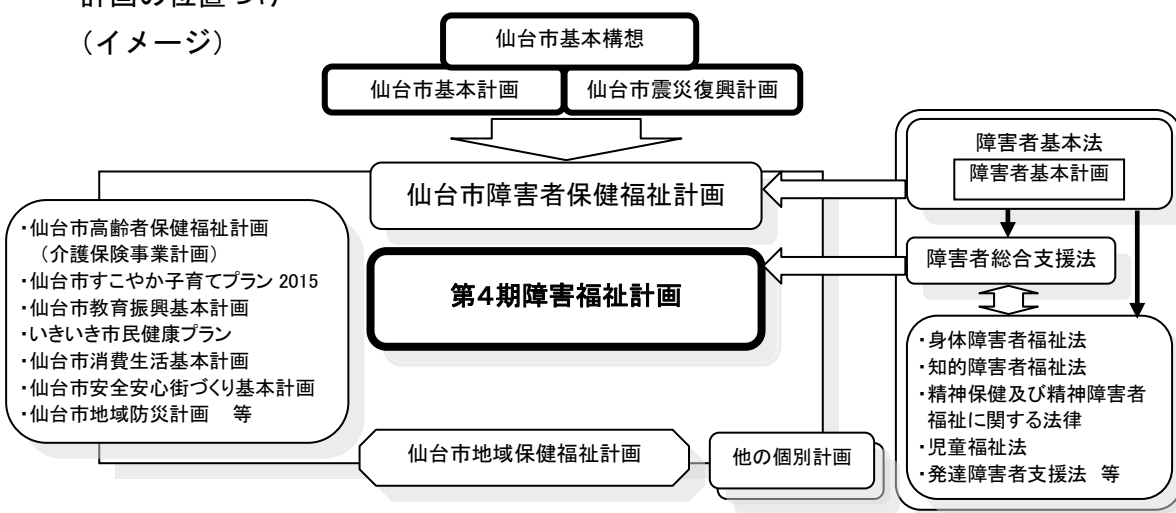 計画の位置づけ
(イメージ)
仙台市基本構想
仙台市基本計画
仙台市震災復興計画
仙台市障害者保健福祉計画
第4期障害福祉計画
・仙台市高齢者保健福祉計画
(介護保険事業計画)
・仙台市すこやか子育てプラン 2015
・仙台市教育振興基本計画
・いきいき市民健康プラン
・仙台市消費生活基本計画
・仙台市安全安心街づくり基本計画
・仙台市地域防災計画 等
仙台市地域保健福祉計画
他の個別計画
障害者基本法
障害者基本計画
障害者総合支援法
・身体障害者福祉法
・知的障害者福祉法
・精神保健及び精神障害者
福祉に関する法律
・児童福祉法
・発達障害者支援法 等